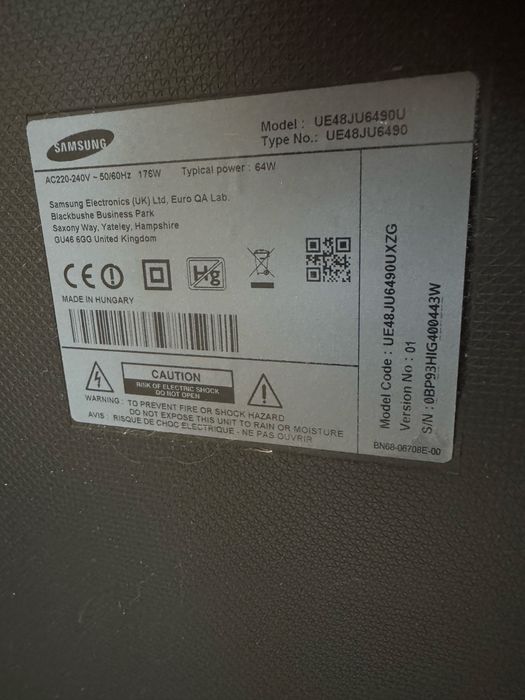 SAMSUNG
Model : UE48JU6490U
Type No.: UE48JU6490
AC220-240V ~ 50/60Hz 176W Typical power : 64W
Samsung Electronics (UK) Ltd, Euro QA Lab.
Blackbushe Business Park
Saxony Way, Yateley, Hampshire
GU46 6GG United Kingdom
CE
Hg
MADE IN HUNGARY
CAUTION
RISK OF ELECTRIC SHOCK
DO NOT OPEN
WARNING : TO PREVENT FIRE OR SHOCK HAZARD
DO NOT EXPOSE THIS UNIT TO RAIN OR MOISTURE
AVIS : RISQUE DE CHOC ELECTRIQUE - NE PAS OUVRIR
Model Code : UE48JU6490UXZG
Version No : 01
S/N : 0BP93HIG400443W
BN68-06708E-00